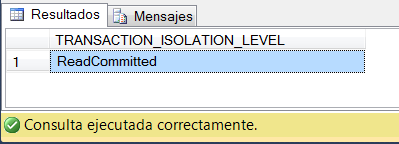 Resultados Mensajes
TRANSACTION_ISOLATION_LEVEL
1 ReadCommitted
Consulta ejecutada correctamente.